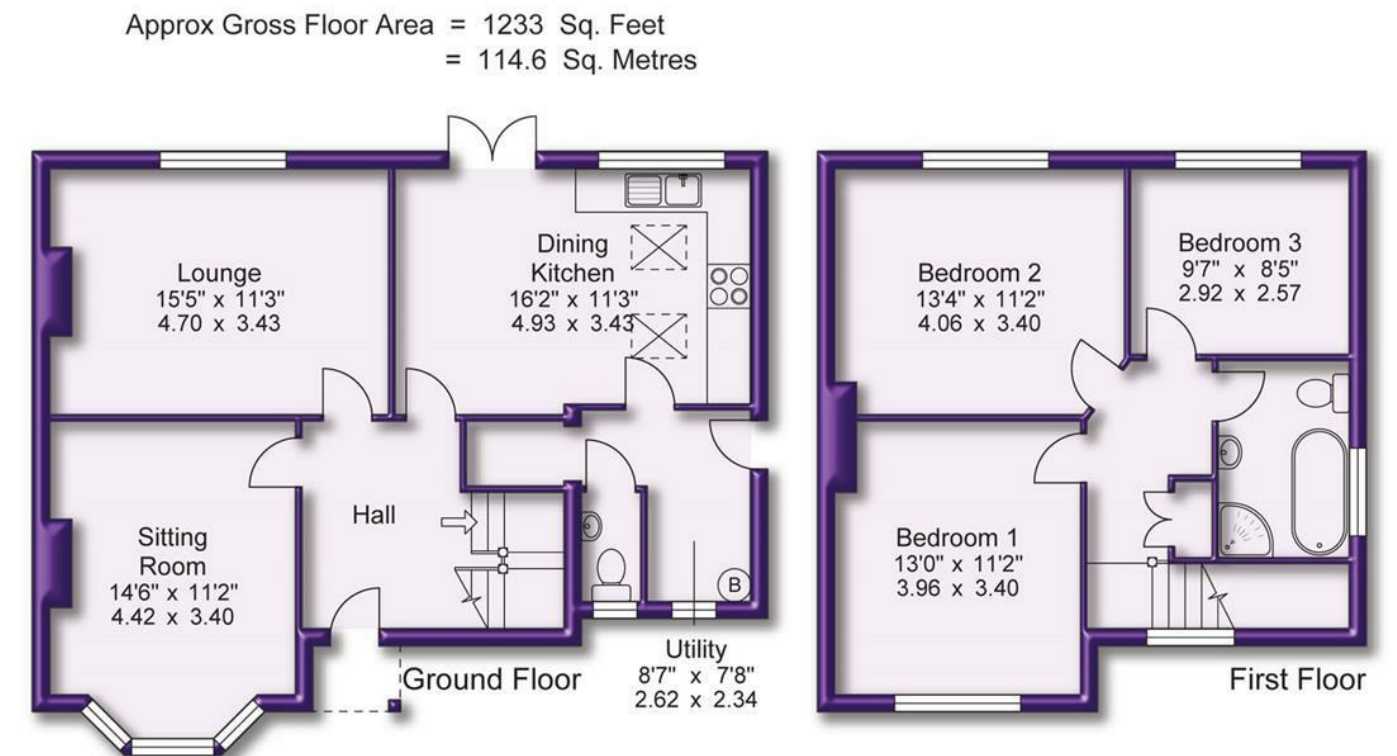 Approx Gross Floor Area = 1233 Sq. Feet
= 114.6 Sq. Metres
Lounge
15'5" x 11'3"
4.70 x 3.43
Dining
Kitchen
16'2" x 11'3"
4.93 x 3.43
Sitting
Room
14'6" x 11'2"
4.42 x 3.40
Hall
B
Utility
8'7" x 7'8"
2.62 x 2.34
Ground Floor
Bedroom 2
13'4" x 11'2"
4.06 x 3.40
Bedroom 3
9'7" x 8'5"
2.92 x 2.57
Bedroom 1
13'0" x 11'2"
3.96 x 3.40
First Floor